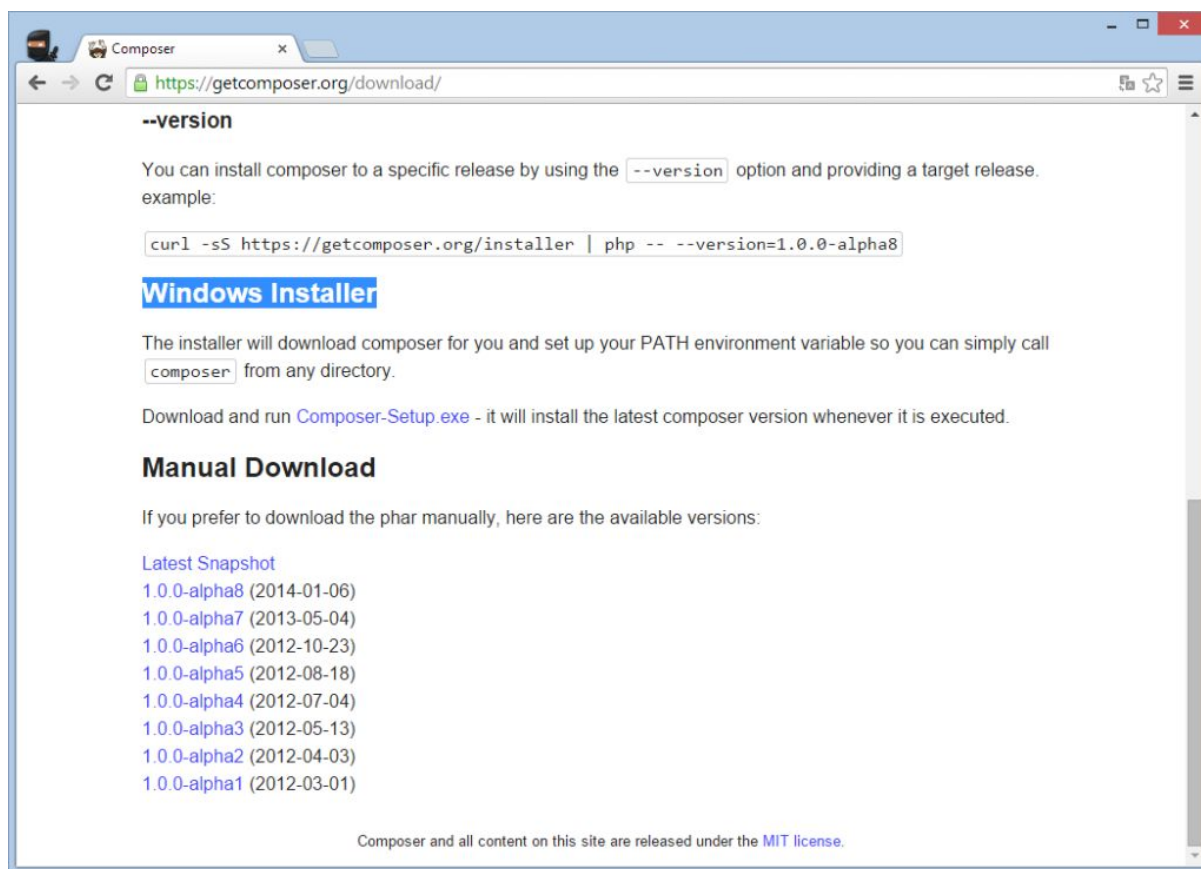 Composer
https://getcomposer.org/download/
--version
You can install composer to a specific release by using the --version option and providing a target release.
example:
curl -sS https://getcomposer.org/installer | php -- --version=1.0.0-alpha8
Windows Installer
The installer will download composer for you and set up your PATH environment variable so you can simply call
composer from any directory.
Download and run Composer-Setup.exe - it will install the latest composer version whenever it is executed.
Manual Download
If you prefer to download the phar manually, here are the available versions:
Latest Snapshot
1.0.0-alpha8 (2014-01-06)
1.0.0-alpha7 (2013-05-04)
1.0.0-alpha6 (2012-10-23)
1.0.0-alpha5 (2012-08-18)
1.0.0-alpha4 (2012-07-04)
1.0.0-alpha3 (2012-05-13)
1.0.0-alpha2 (2012-04-03)
1.0.0-alpha1 (2012-03-01)
Composer and all content on this site are released under the MIT license.